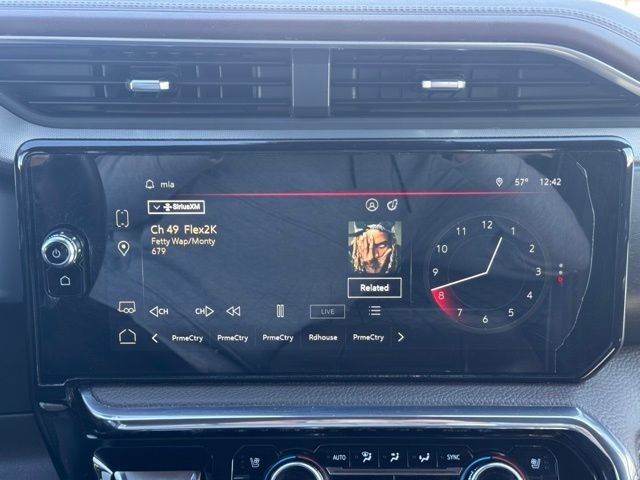 mia
57° 12:42
SiriusXM
Ch 49 Flex2K
Fetty Wap/Monty
679
Related
CH CH LIVE
PrmeCtry PrmeCtry PrmeCtry Rdhouse PrmeCtry
12 1 2 3 4 5 6 7 8 9 10 11
AUTO SYNC